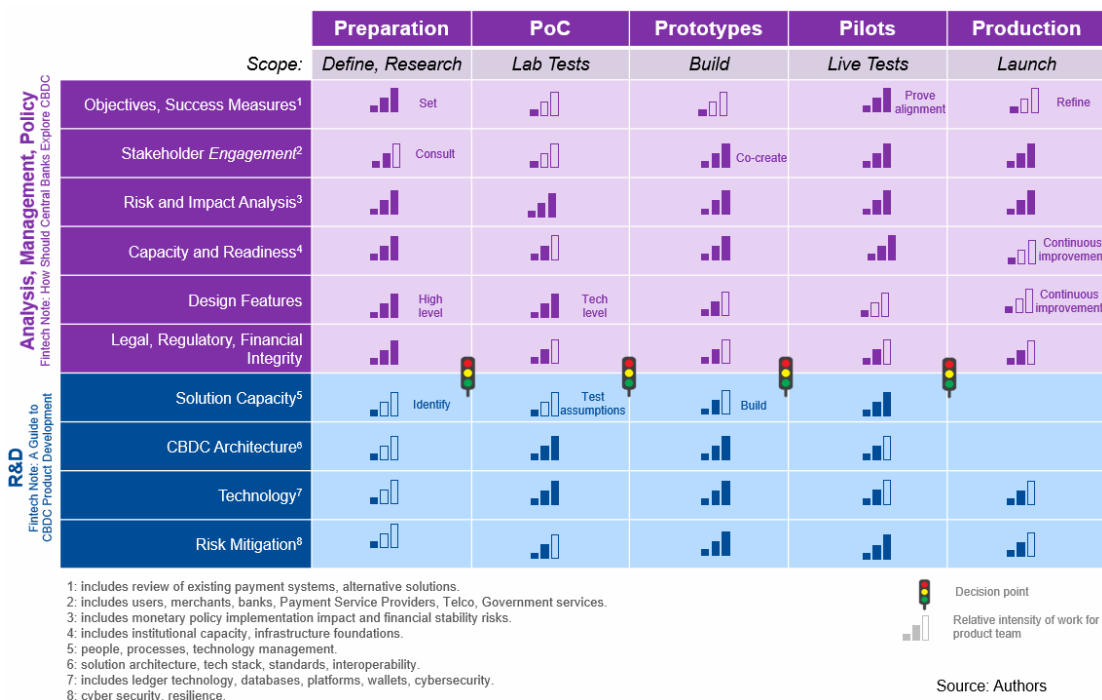 Preparation PoC Prototypes Pilots Production
Scope: Define, Research Lab Tests Build Live Tests Launch
Analysis, Management, Policy
Fintech Note: How Should Central Banks Explore CBDC
Objectives, Success Measures1 Set Prove alignment Refine
Stakeholder Engagement2 Consult Co-create
Risk and Impact Analysis3
Capacity and Readiness4 Continuous improvement
Design Features High level Tech level Continuous improvement
Legal, Regulatory, Financial
Integrity
R&D
Fintech Note: A Guide to
CBDC Product Development
Solution Capacity5 Identify Test assumptions Build
CBDC Architecture6
Technology7
Risk Mitigation8
1: includes review of existing payment systems, alternative solutions.
2: includes users, merchants, banks, Payment Service Providers, Telco, Government services.
3: includes monetary policy implementation impact and financial stability risks.
4: includes institutional capacity, infrastructure foundations.
5: people, processes, technology management.
6: solution architecture, tech stack, standards, interoperability.
7: includes ledger technology, databases, platforms, wallets, cybersecurity.
8: cyber security, resilience.
Decision point
Relative intensity of work for
product team
Source: Authors